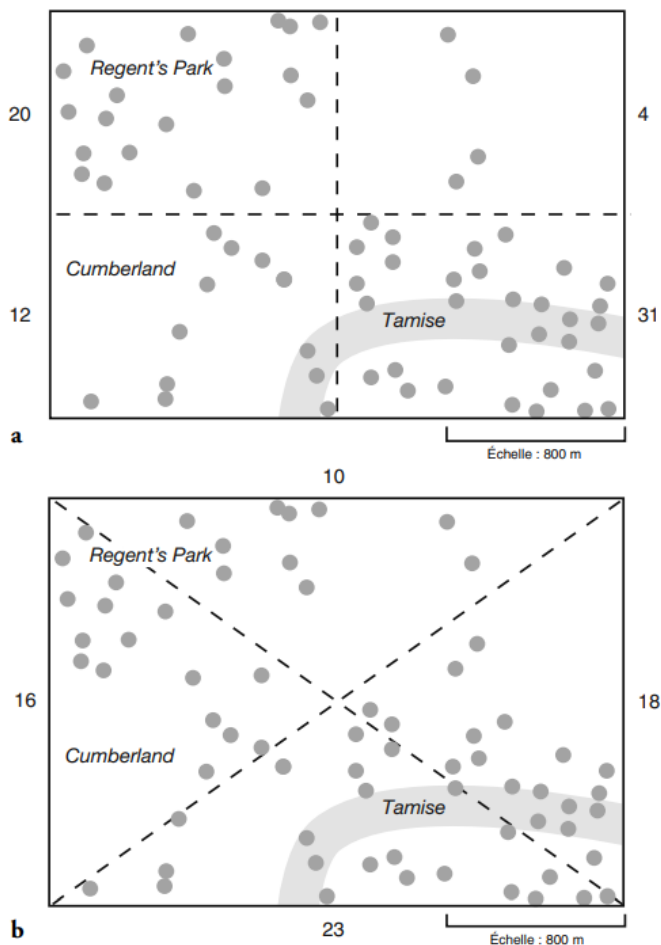 Regent's Park
20
4
Cumberland
12
Tamise
31
a
Échelle : 800 m
10
Regent's Park
16
18
Cumberland
Tamise
b
23
Échelle : 800 m